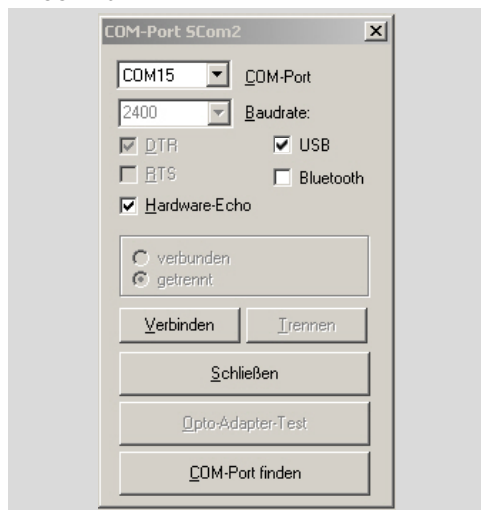 COM-Port SCom2
COM15 COM-Port
2400 Baudrate:
DTR USB
RTS Bluetooth
Hardware-Echo
verbunden
getrennt
Verbinden Trennen
Schließen
Opto-Adapter-Test
COM-Port finden